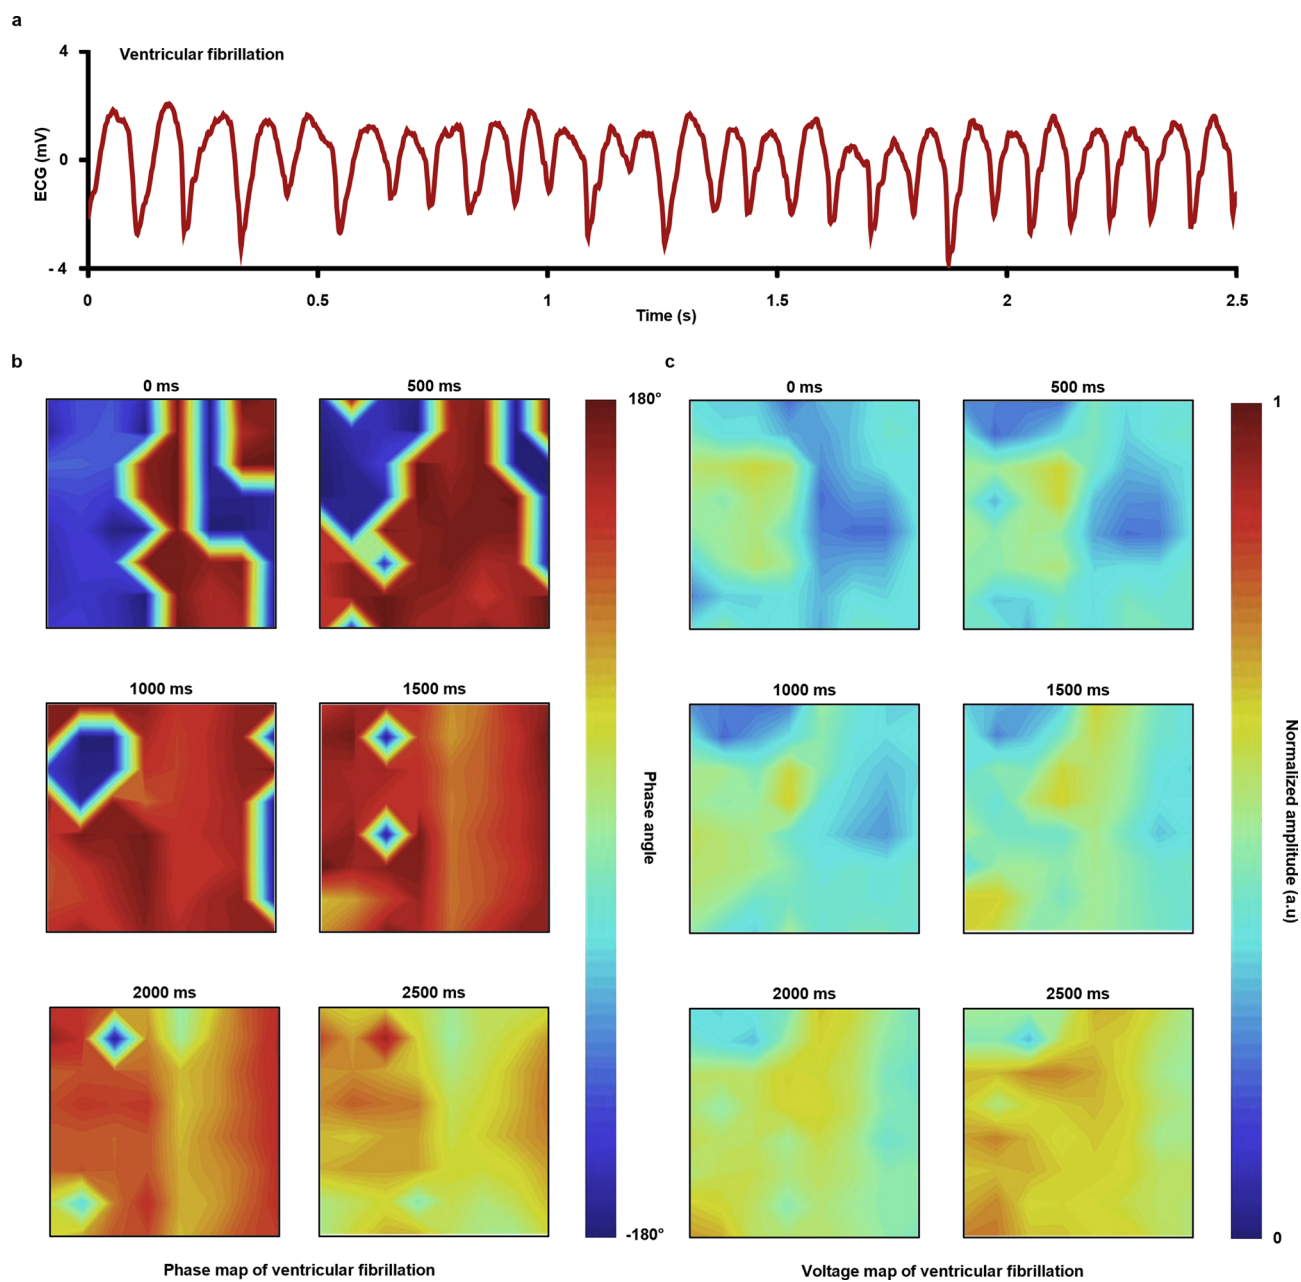 a
Ventricular fibrillation
4
0
- 4
ECG (mV)
0 0.5 1 1.5 2 2.5
Time (s)
b
0 ms 500 ms
1000 ms 1500 ms
2000 ms 2500 ms
180°
-180°
Phase angle
Phase map of ventricular fibrillation
c
0 ms 500 ms
1000 ms 1500 ms
2000 ms 2500 ms
1
0
Normalized amplitude (a.u)
Voltage map of ventricular fibrillation